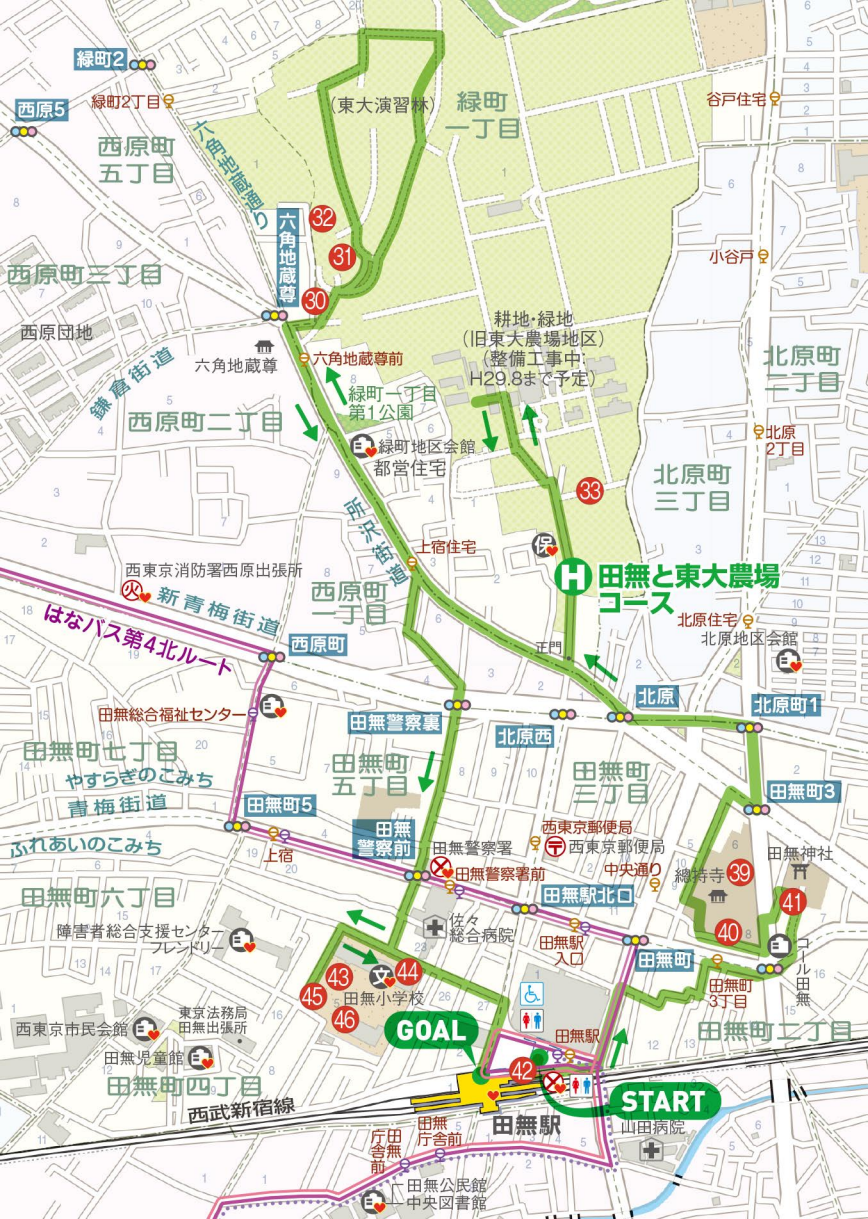 緑町2
緑町2丁目
西原5
西原町
五丁目
六角地蔵通り
(東大演習林)
緑町
一丁目
谷戸住宅
32
31
30
六角地蔵尊
小谷戸
西原町三丁目
西原団地
六角地蔵尊
六角地蔵尊前
鎌倉街道
西原町二丁目
緑町一丁目
第1公園
緑町地区会館
都営住宅
耕地・緑地
(旧東大農場地区)
(整備工事中:
H29.8まで予定)
北原町
二丁目
北原
2丁目
北原町
三丁目
33
所沢街道
上宿住宅
保
H
田無と東大農場
コース
西東京消防署西原出張所
火
新青梅街道
はなバス第4北ルート
西原町
西原町
一丁目
正門
北原住宅
北原地区会館
田無総合福祉センター
田無警察裏
北原西
北原
北原町1
田無町七丁目
やすらぎのこみち
青梅街道
ふれあいのこみち
田無町5
上宿
田無町
五丁目
田無町
三丁目
田無町3
田無
警察前
田無警察署
田無警察署前
西東京郵便局
西東京郵便局
中央通り
總持寺
39
田無神社
40
41
コール田無
田無町六丁目
障害者総合支援センター
フレンドリー
佐々
総合病院
田無駅北口
田無駅
入口
田無町
田無町
3丁目
43
文
44
田無小学校
45
46
西東京市民会館
東京法務局
田無出張所
田無児童館
田無町四丁目
GOAL
田無駅
42
START
田無町二丁目
西武新宿線
田無駅
山田病院
田無
庁舎前
田無
庁舎前
田無公民館
中央図書館